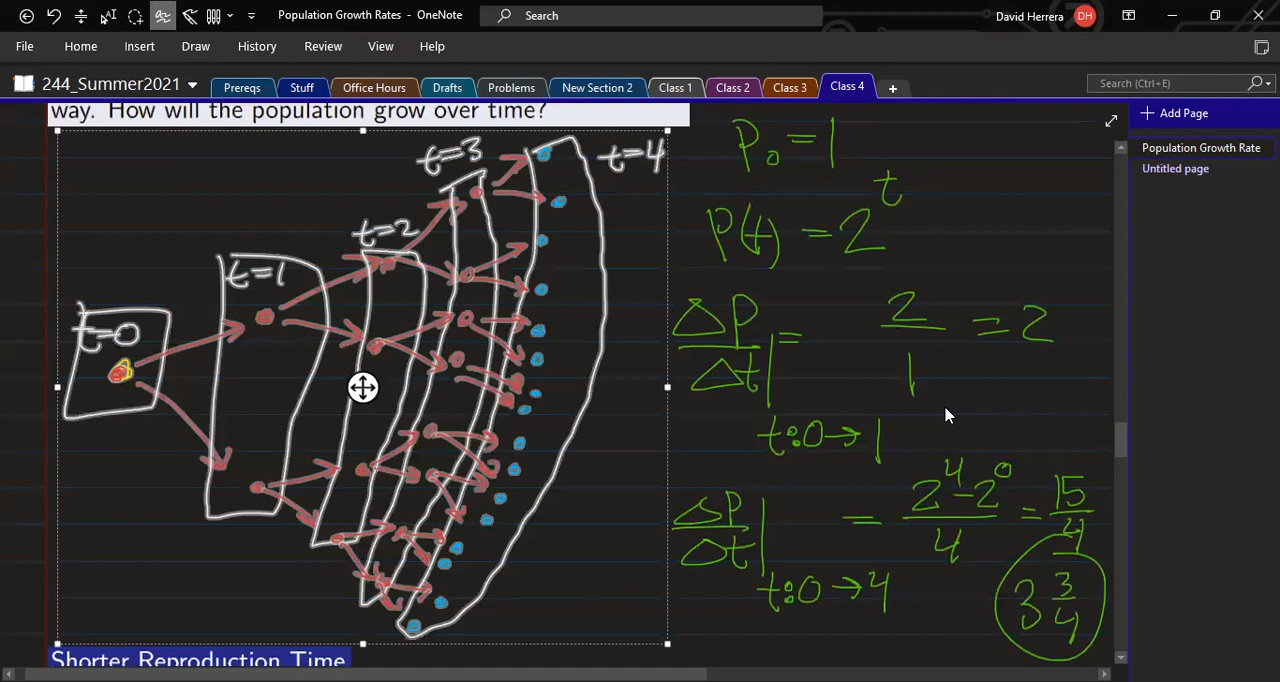 Population Growth Rates - OneNote
Search
David Herrera DH
File Home Insert Draw History Review View Help
244_Summer2021 Prereqs Stuff Office Hours Drafts Problems New Section 2 Class 1 Class 2 Class 3 Class 4 +
Search (Ctrl+E)
Add Page
Population Growth Rate
Untitled page
way. How will the population grow over time?
t=0
t=1
t=2
t=3
t=4
P₀ = 1
P(t) = 2^t
ΔP/Δt | t:0→1 = 2/1 = 2
ΔP/Δt | t:0→4 = (2⁴-2⁰)/4 = 15/4
3 3/4
Shorter Reproduction Time